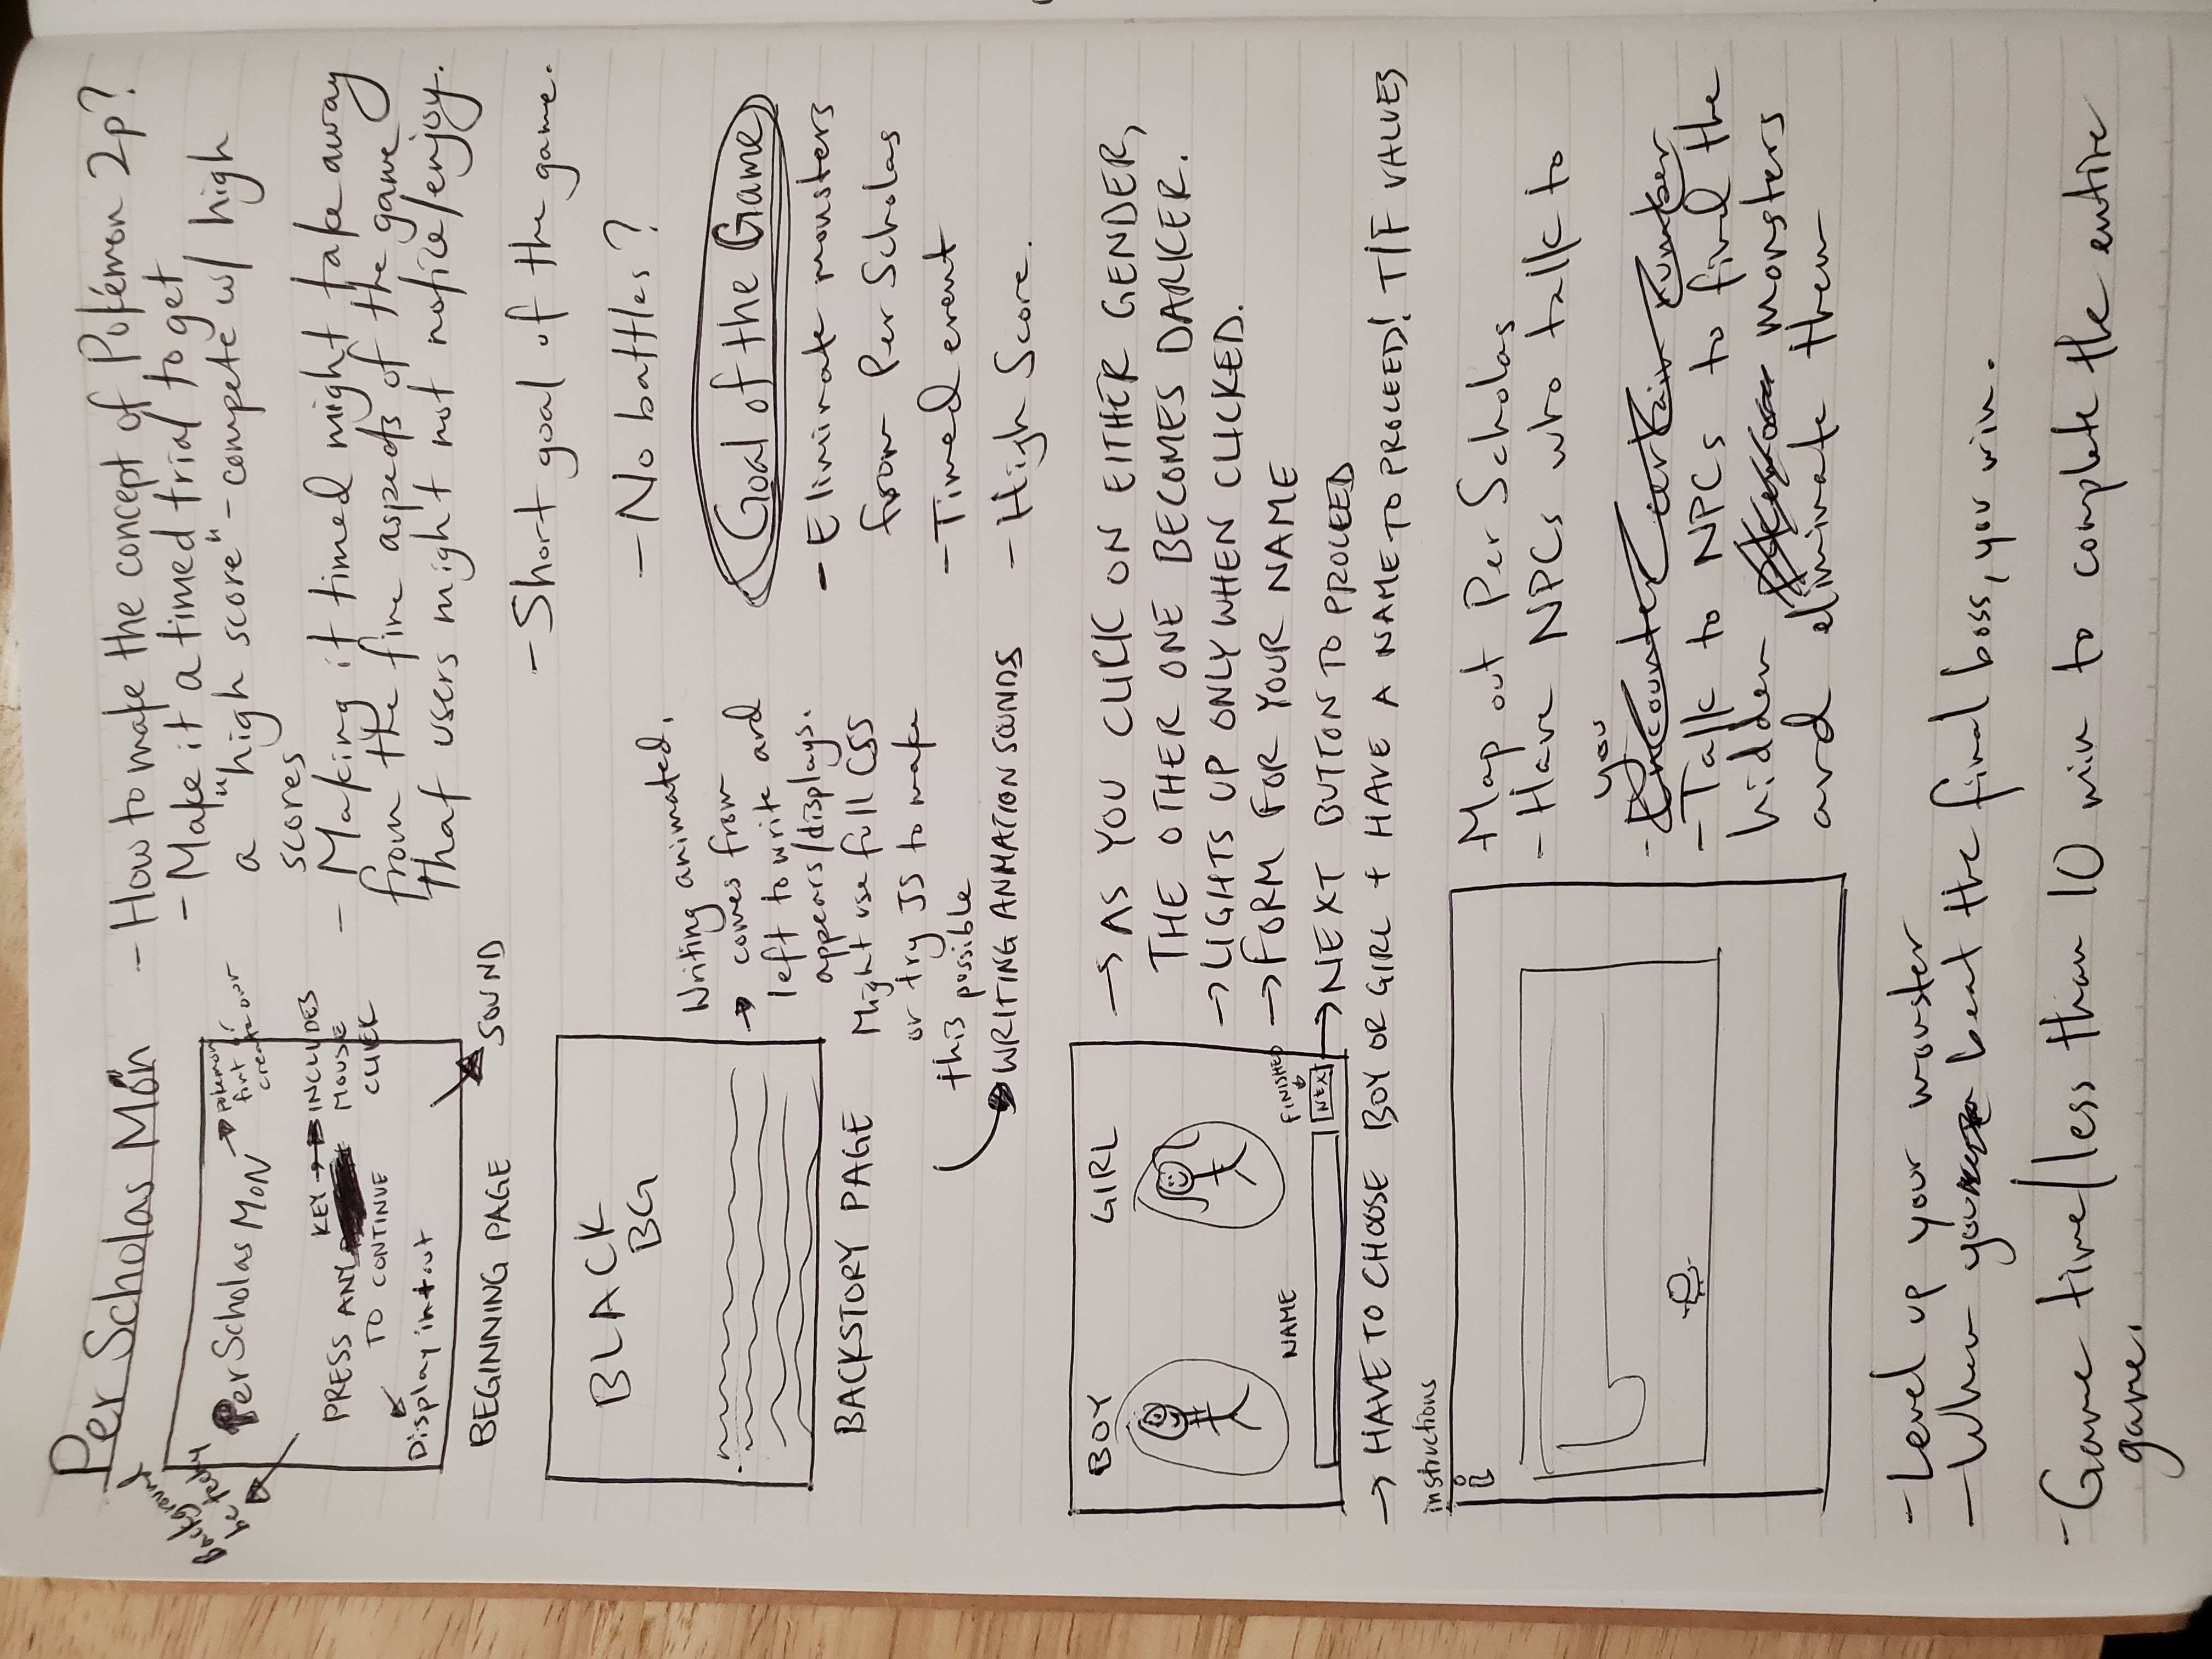 Per Scholas Món
Background
be techy
Per Scholas MON
pokemon
font or
create our
KEY → INCLUDES
PRESS ANY MOUSE
TO CONTINUE CLICK
Display in + out
BEGINNING PAGE
SOUND
- How to make the concept of Pokémon 2p?
- Make it a timed trial to get
a "high score" - compete w/ high
scores
- Making it timed might take away
from the fine aspects of the game
that users might not notice/enjoy.
- Short goal of the game.
- No battles?
BLACK
BG
BACKSTORY PAGE
Writing animated,
→ comes from
left to write and
appears/displays.
Might use full CSS
or try JS to make
this possible
WRITING ANIMATION SOUNDS
Goal of the Game
- Eliminate monsters
from Per Scholas
- Timed event
- High Score.
BOY GIRL
NAME
FINISHED
NEXT
→ AS YOU CLICK ON EITHER GENDER,
THE OTHER ONE BECOMES DARKER.
→ LIGHTS UP ONLY WHEN CLICKED.
→ FORM FOR YOUR NAME
→ NEXT BUTTON TO PROCEED
→ HAVE TO CHOOSE BOY OR GIRL + HAVE A NAME TO PROCEED! T/F VALUES
instructions
i
Map out Per Scholas
- Have NPCs who talk to
you
- Encounter certain number
- Talk to NPCs to find the
hidden monsters
and eliminate them
- Level up your monster
- When you beat the final boss, you win.
- Game time/less than 10 min to complete the entire
game.